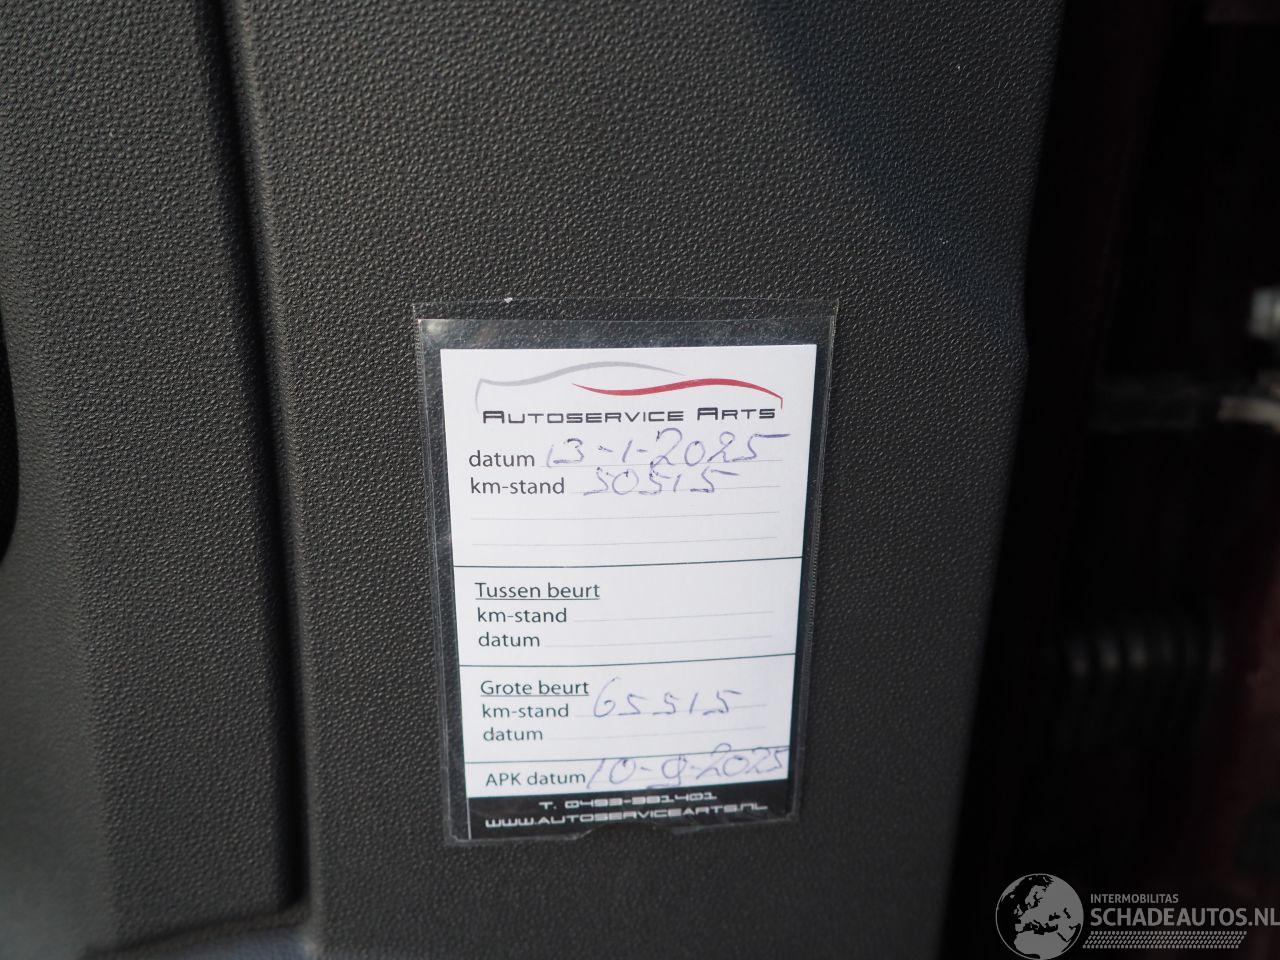 AUTOSERVICE ARTS
datum 13-1-2025
km-stand 50515
Tussen beurt
km-stand
datum
Grote beurt
km-stand 65515
datum
APK datum 10-9-2025
T. 0493-381401
WWW.AUTOSERVICEARTS.NL
INTERMOBILITAS
SCHADEAUTOS.NL